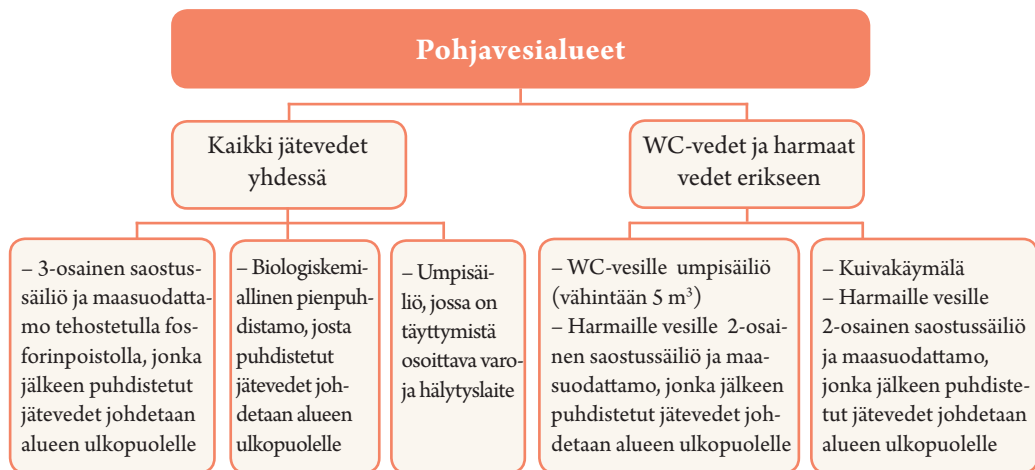 Pohjavesialueet
Kaikki jätevedet
yhdessä
WC-vedet ja harmaat
vedet erikseen
– 3-osainen saostus-
säiliö ja maasuodatta-
mo tehostetulla fos-
forinpoistolla, jonka
jälkeen puhdistetut
jätevedet johdetaan
alueen ulkopuolelle
– Biologiskemi-
allinen pienpuh-
distamo, josta
puhdistetut
jätevedet joh-
detaan alueen
ulkopuolelle
– Umpisäi-
liö, jossa on
täyttymistä
osoittava varo-
ja hälytyslaite
– WC-vesille umpisäiliö
(vähintään 5 m³)
– Harmaille vesille 2-osai-
nen saostussäiliö ja maa-
suodattamo, jonka jälkeen
puhdistetut jätevedet joh-
detaan alueen ulkopuolelle
– Kuivakäymälä
– Harmaille vesille
2-osainen saostussäiliö
ja maasuodattamo,
jonka jälkeen puhdiste-
tut jätevedet johdetaan
alueen ulkopuolelle